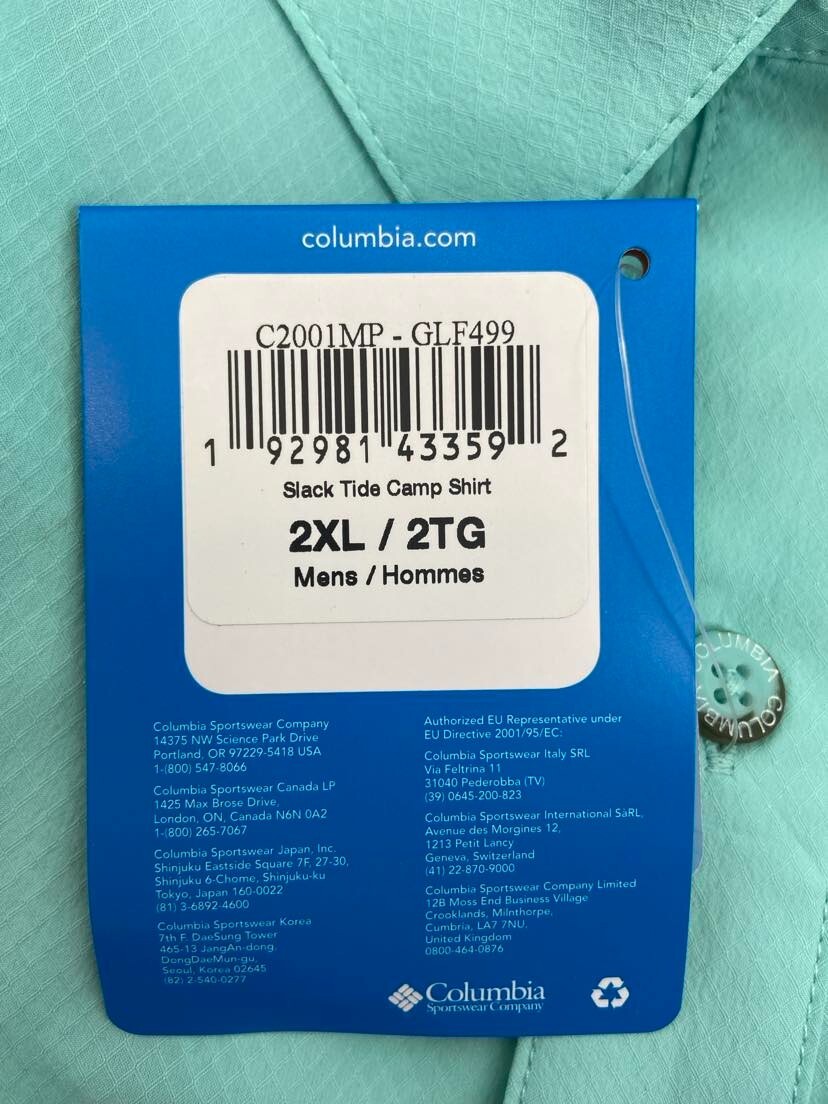 columbia.com
C2001MP - GLF499
1 92981 43359 2
Slack Tide Camp Shirt
2XL / 2TG
Mens / Hommes
Columbia Sportswear Company
14375 NW Science Park Drive
Portland, OR 97229-5418 USA
1-(800) 547-8066
Columbia Sportswear Canada LP
1425 Max Brose Drive,
London, ON, Canada N6N 0A2
1-(800) 265-7067
Columbia Sportswear Japan, Inc.
Shinjuku Eastside Square 7F, 27-30,
Shinjuku 6-Chome, Shinjuku-ku
Tokyo, Japan 160-0022
(81) 3-6892-4600
Columbia Sportswear Korea
7th F. DaeSung Tower
465-13 JangAn-dong,
DongDaeMun-gu,
Seoul, Korea 02645
(82) 2-540-0277
Authorized EU Representative under
EU Directive 2001/95/EC:
Columbia Sportswear Italy SRL
Via Feltrina 11
31040 Pederobba (TV)
(39) 0645-200-823
Columbia Sportswear International SàRL,
Avenue des Morgines 12,
1213 Petit Lancy
Geneva, Switzerland
(41) 22-870-9000
Columbia Sportswear Company Limited
12B Moss End Business Village
Crooklands, Milnthorpe,
Cumbria, LA7 7NU,
United Kingdom
0800-464-0876
Columbia
Sportswear Company
COLUMBIA
COLUMBIA